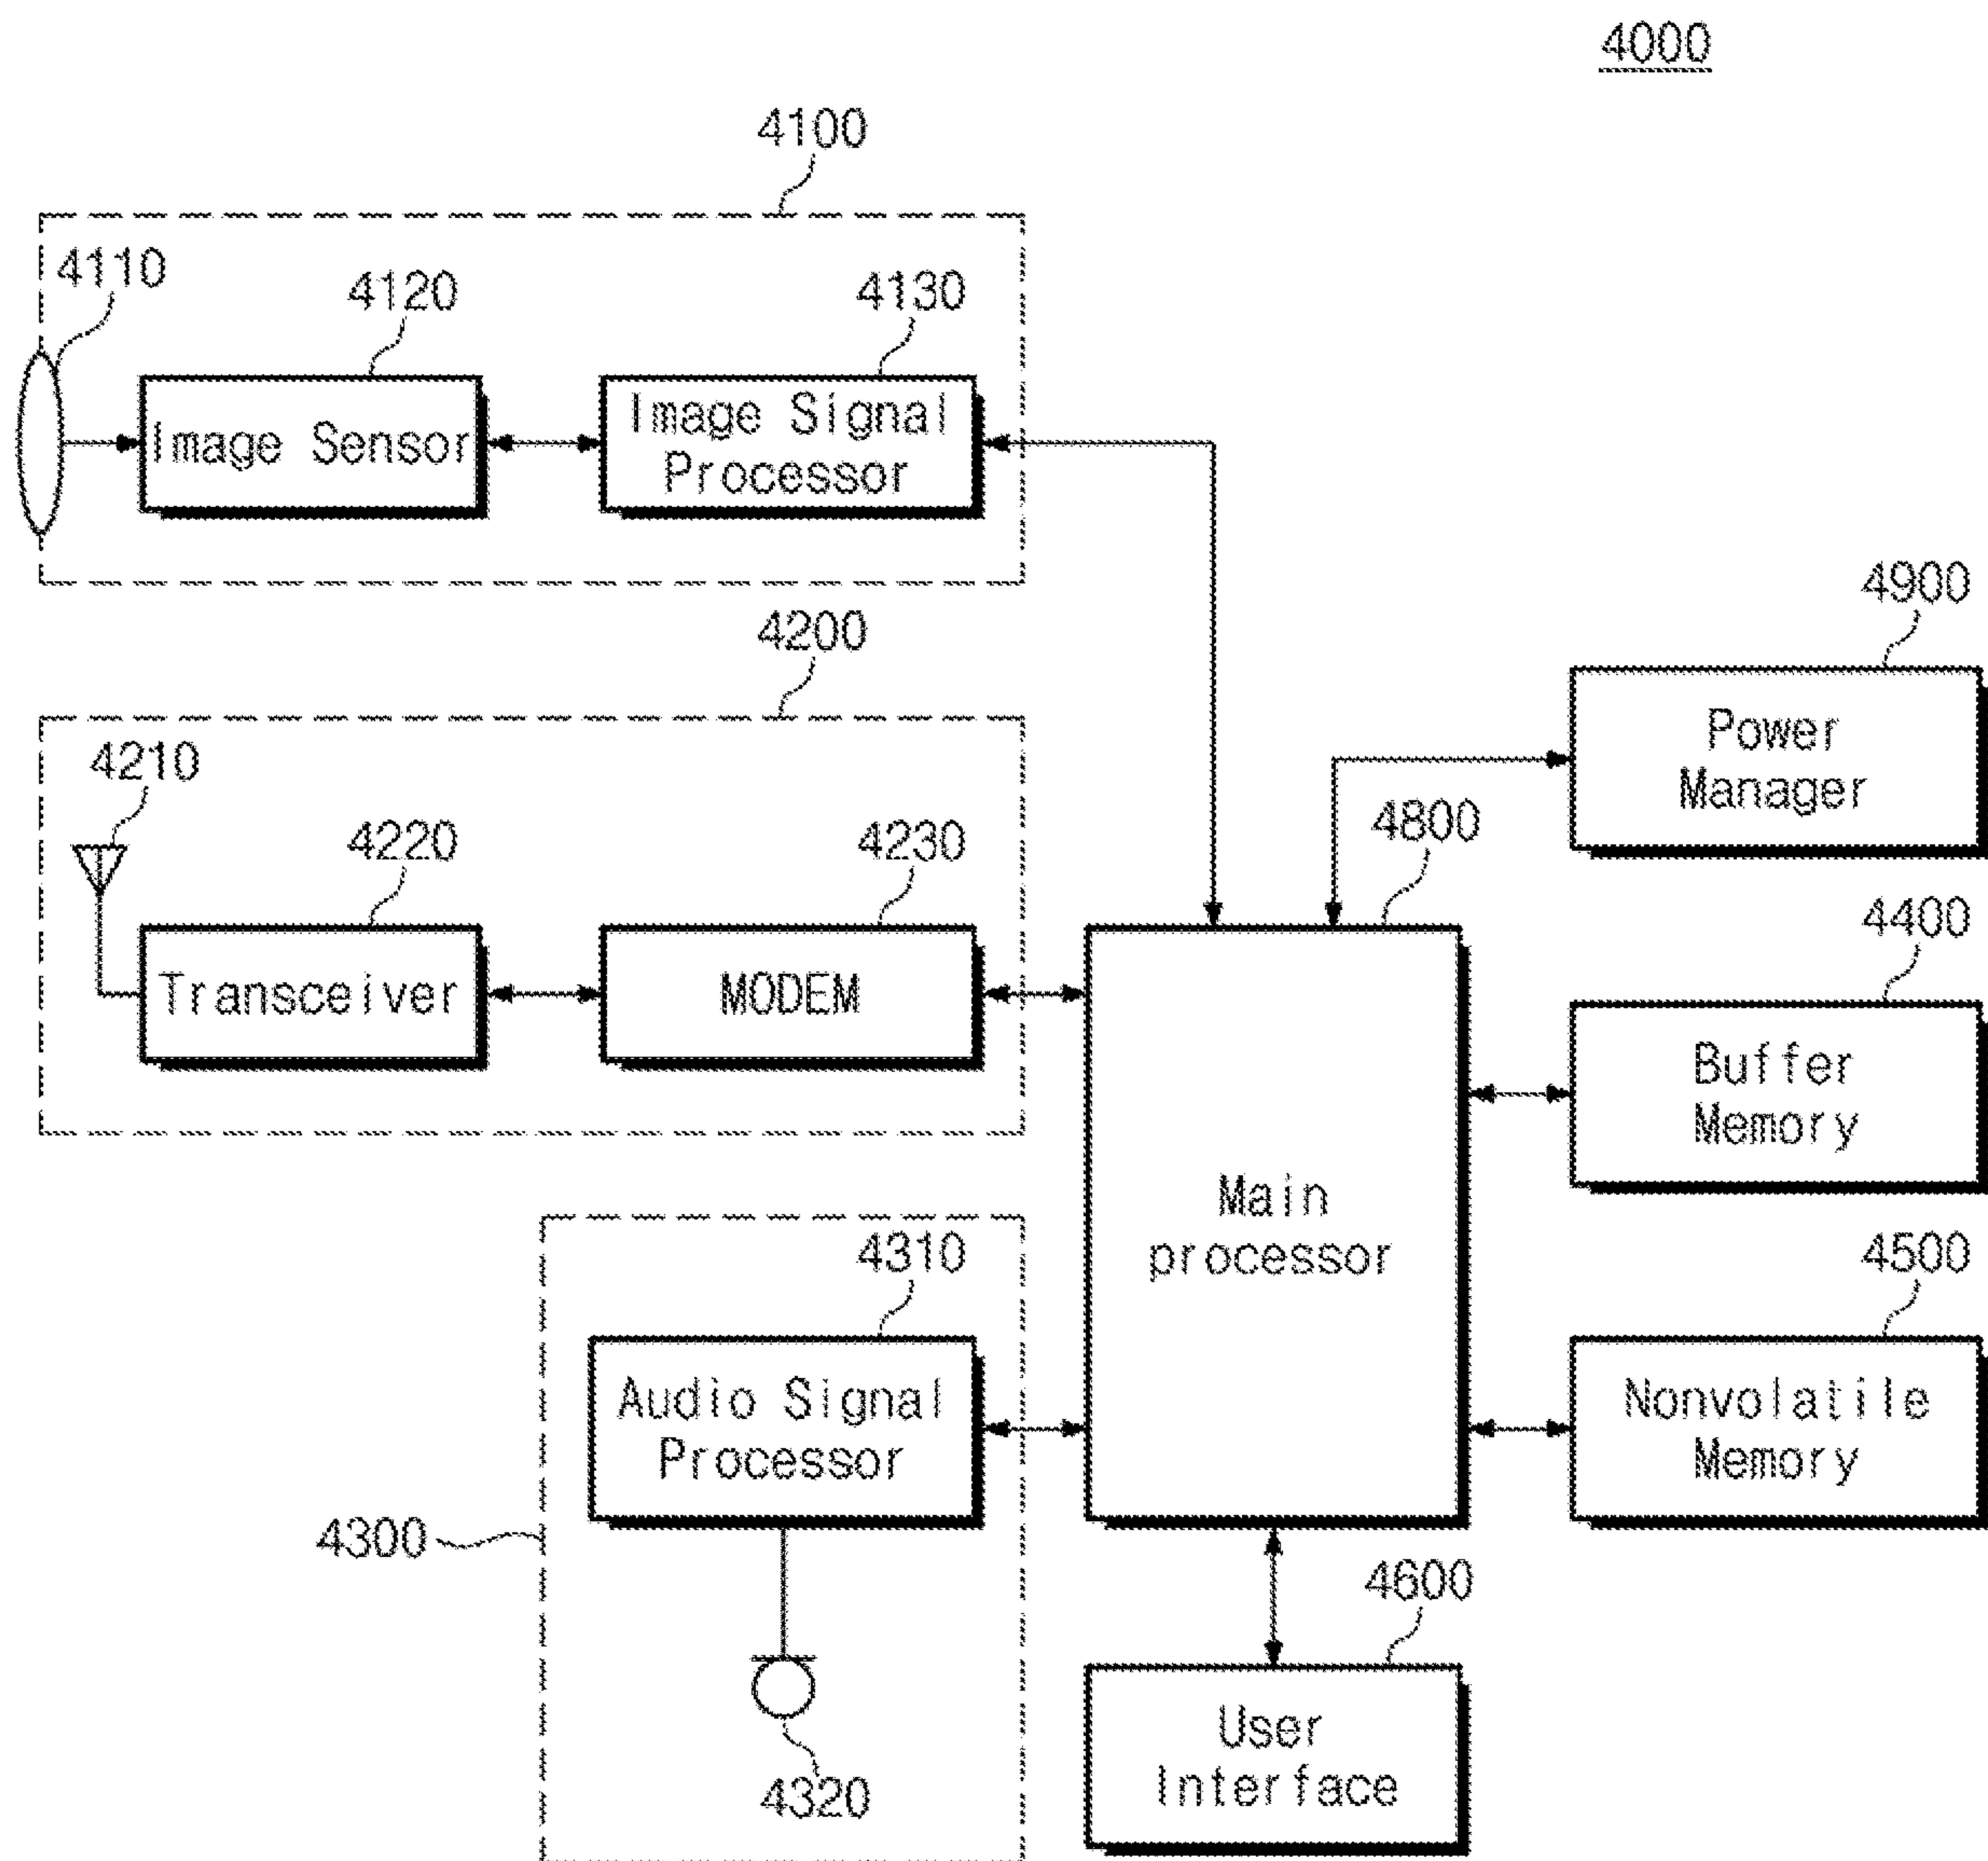 4000
4100
4110
4120
4130
Image Sensor
Image Signal
Processor
4200
4210
4220
4230
Transceiver
MODEM
4900
Power
Manager
4800
Main
processor
4400
Buffer
Memory
4500
Nonvolatile
Memory
4310
Audio Signal
Processor
4300
4320
4600
User
Interface